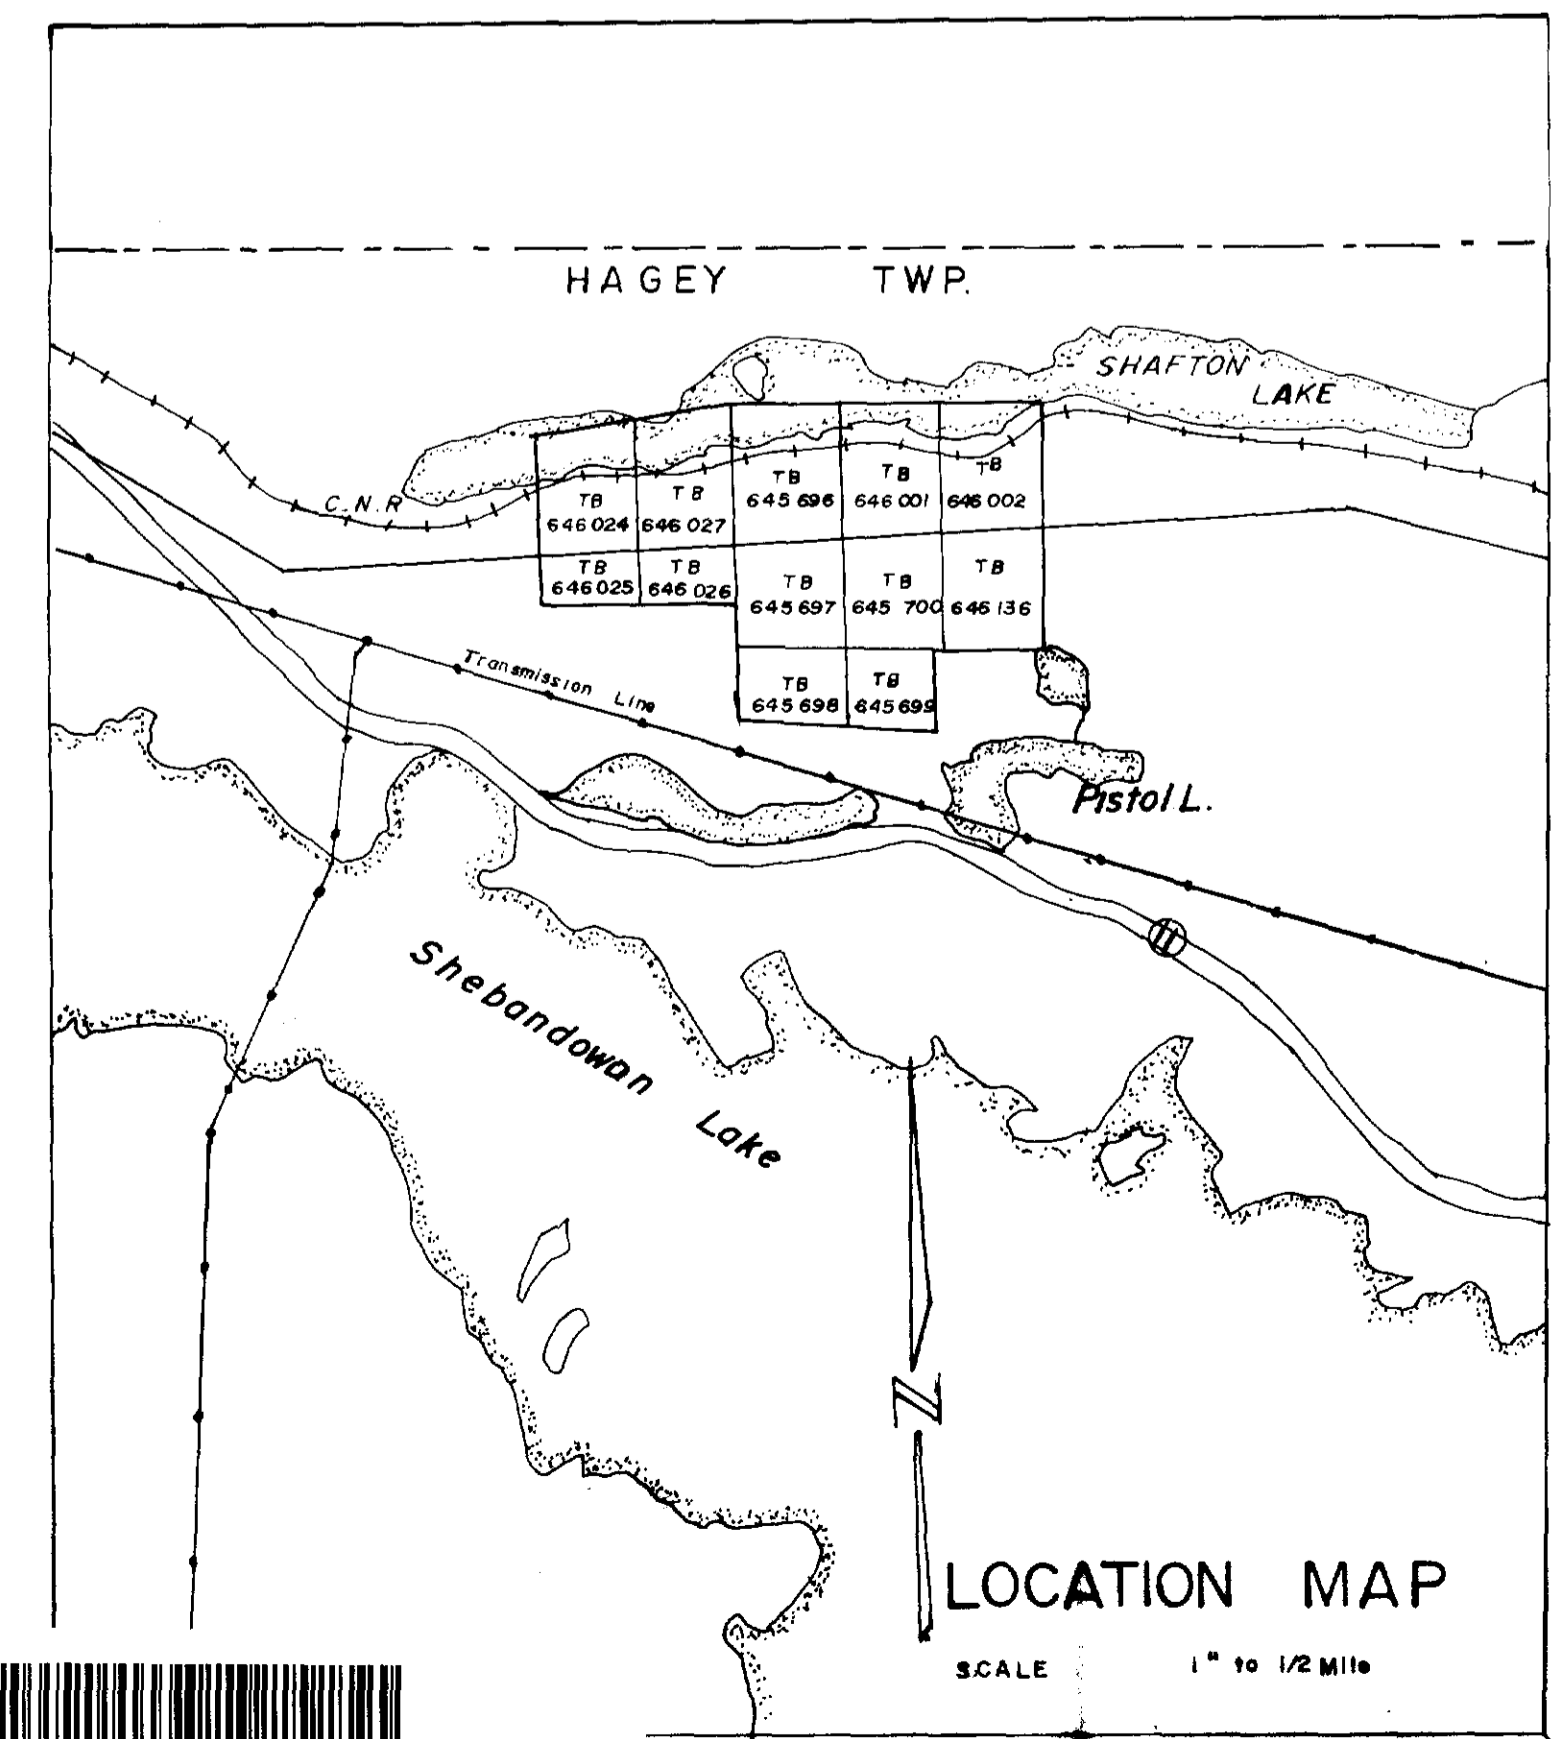 HAGEY TWP.
SHAFTON
LAKE
C.N.R
TB
646 024
TB
646 027
TB
645 696
TB
646 001
TB
646 002
TB
646 025
TB
646 026
TB
645 697
TB
645 700
TB
646 136
TB
645 698
TB
645 699
Transmission Line
Pistol L.
11
Shebandowan
Lake
N
LOCATION MAP
SCALE 1" to 1/2 Mile